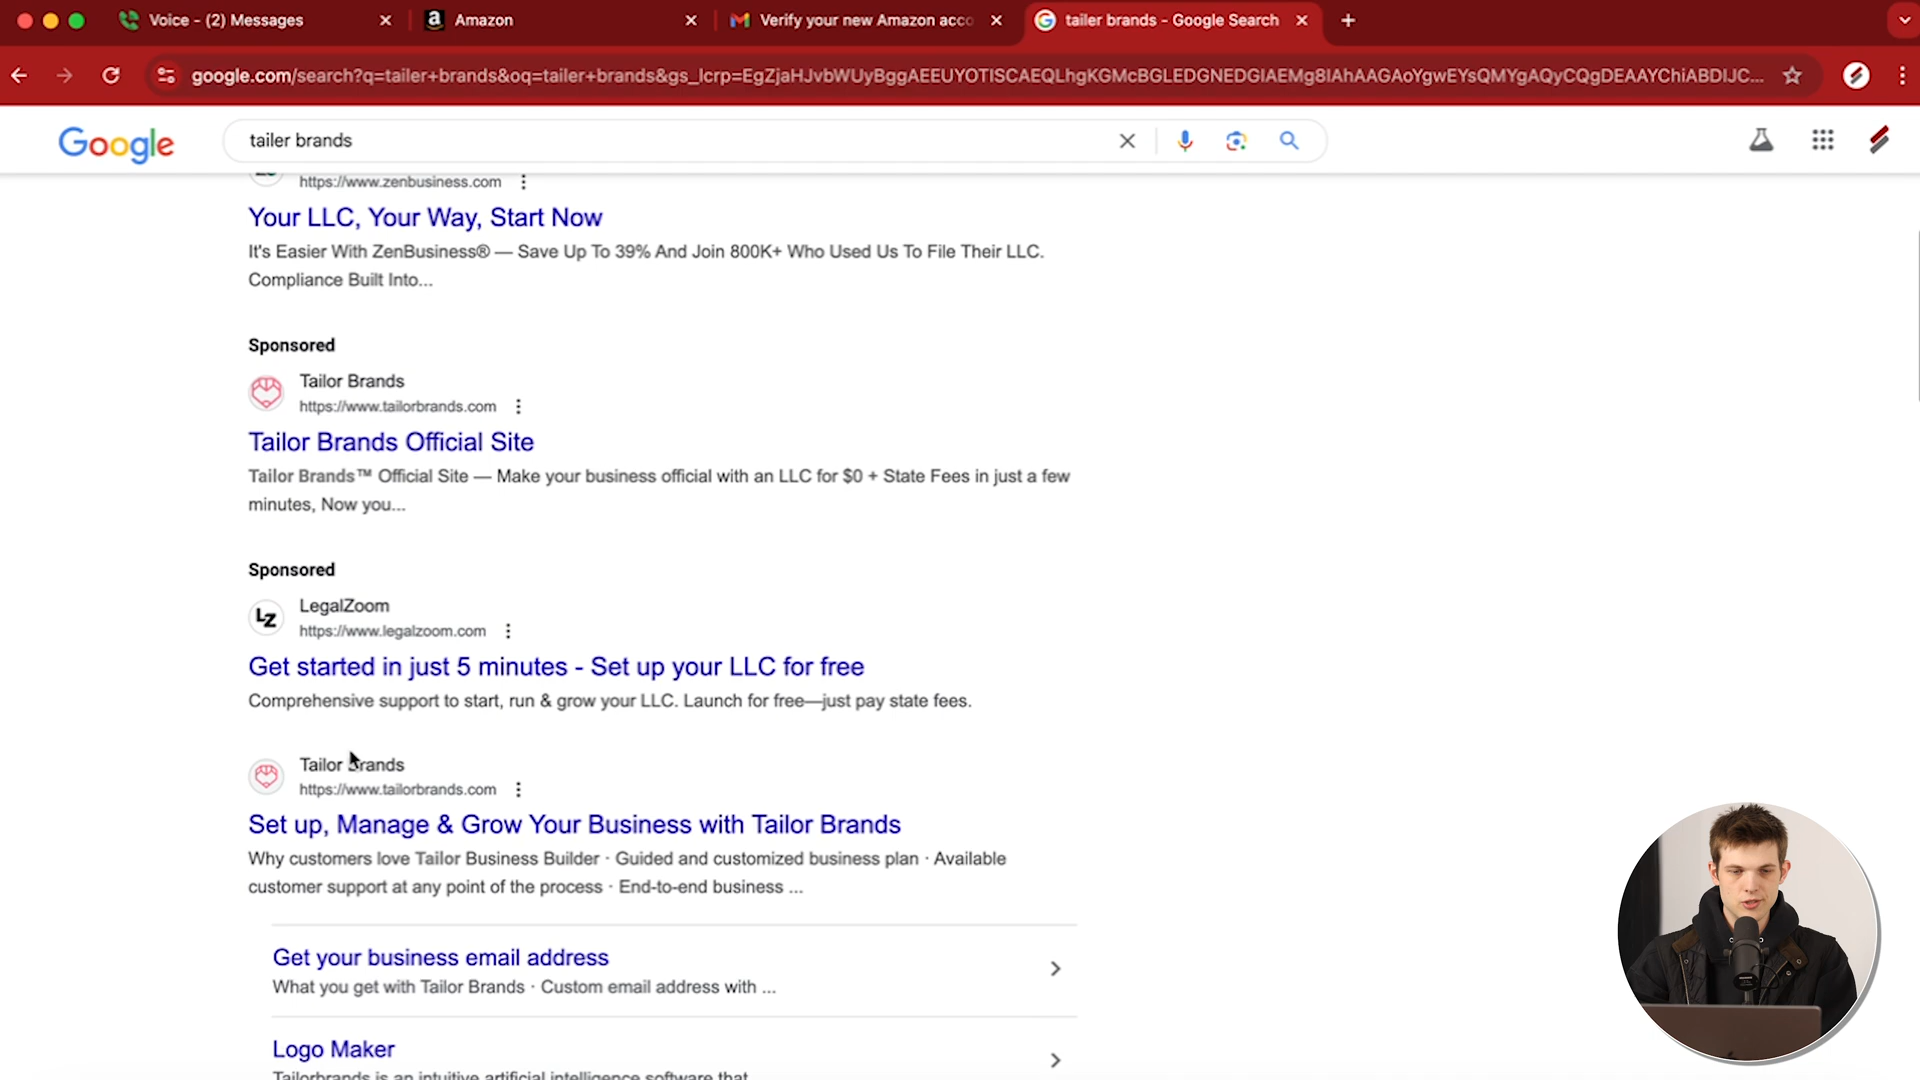 Voice - (2) Messages
Amazon
Verify your new Amazon acco
tailer brands - Google Search
google.com/search?q=tailer+brands&oq=tailer+brands&gs_lcrp=EgZjaHJvbWUyBggAEEUYOTISCAEQLhgKGMcBGLEDGNEDGIAEMg8IAhAAGAoYgwEYsQMYgAQyCQgDEAAYChiABDIJC...
Google
tailer brands
https://www.zenbusiness.com
Your LLC, Your Way, Start Now
It's Easier With ZenBusiness® — Save Up To 39% And Join 800K+ Who Used Us To File Their LLC.
Compliance Built Into...
Sponsored
Tailor Brands
https://www.tailorbrands.com
Tailor Brands Official Site
Tailor Brands™ Official Site — Make your business official with an LLC for $0 + State Fees in just a few
minutes, Now you...
Sponsored
LZ
LegalZoom
https://www.legalzoom.com
Get started in just 5 minutes - Set up your LLC for free
Comprehensive support to start, run & grow your LLC. Launch for free—just pay state fees.
Tailor Brands
https://www.tailorbrands.com
Set up, Manage & Grow Your Business with Tailor Brands
Why customers love Tailor Business Builder · Guided and customized business plan · Available
customer support at any point of the process · End-to-end business ...
Get your business email address
What you get with Tailor Brands · Custom email address with ...
Logo Maker
Tailorbrands is an intuitive artificial intelligence software that